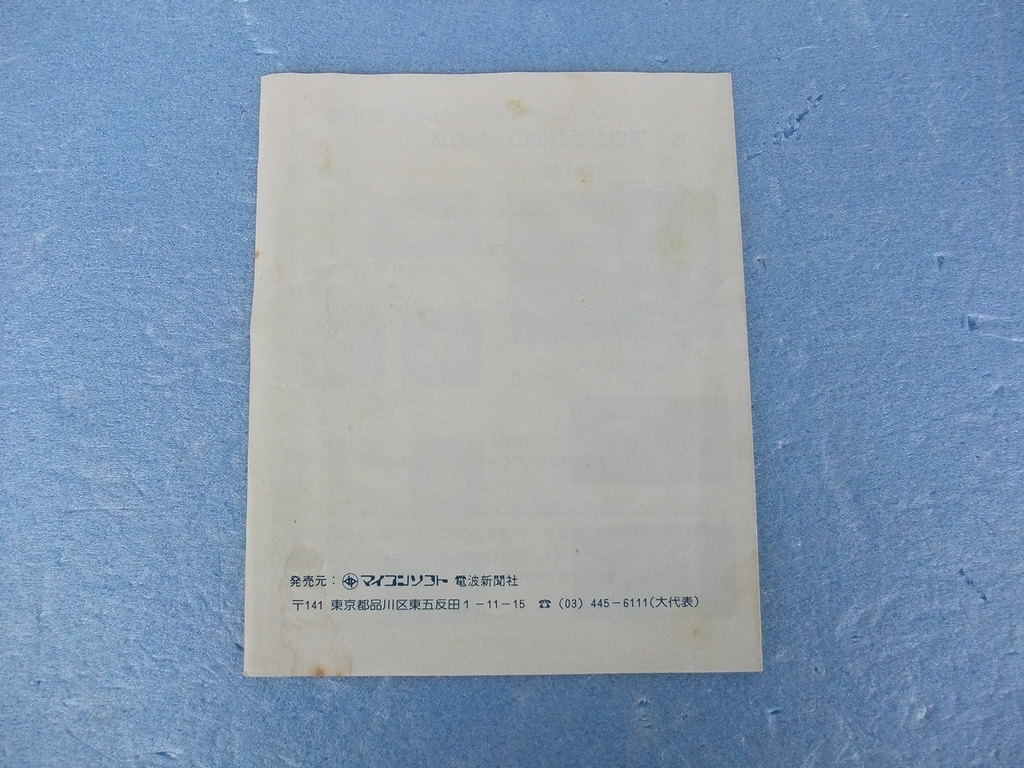 発売元：マイコンソフト 電波新聞社
〒141 東京都品川区東五反田1－11－15 ☎（03）445－6111（大代表）